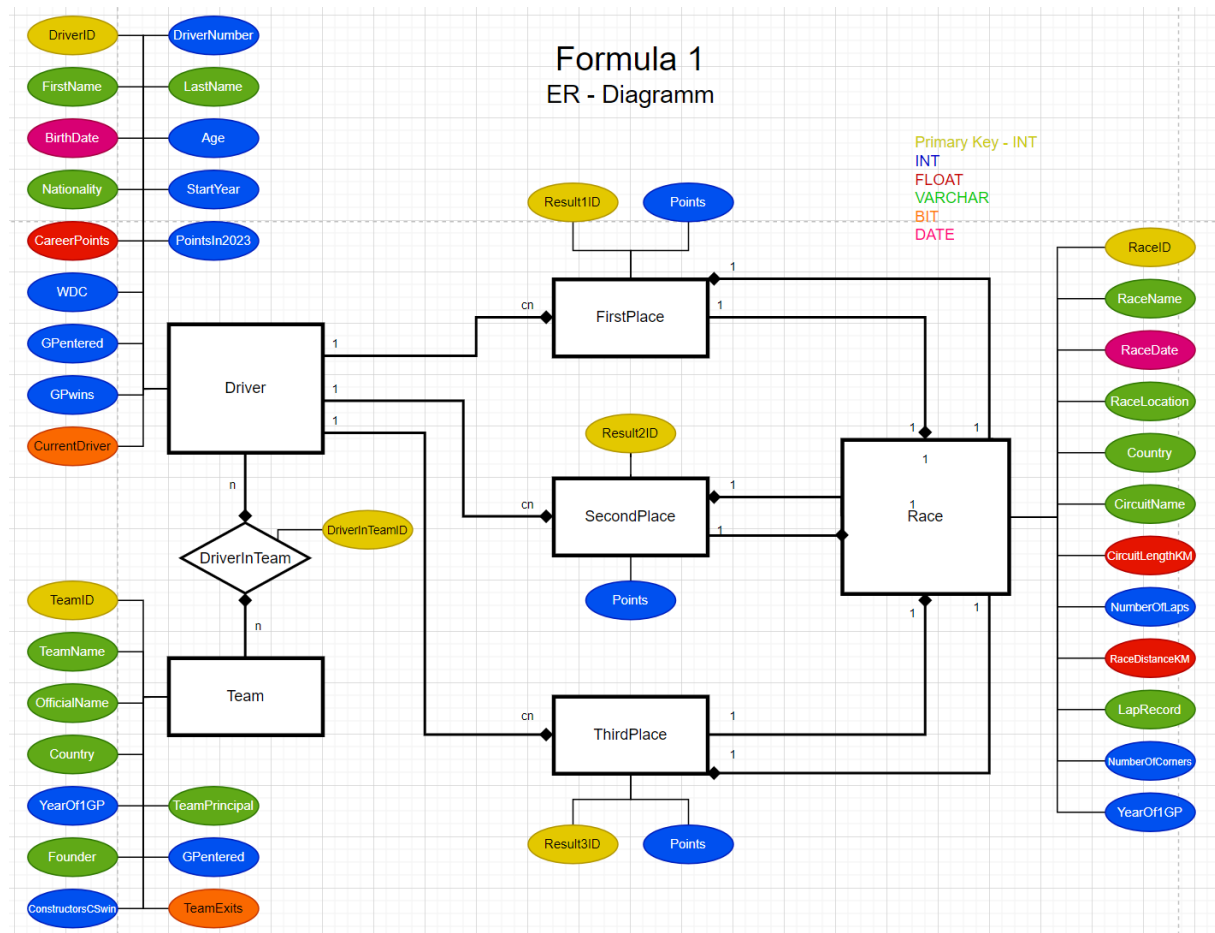 Formula 1
ER - Diagramm
Primary Key - INT
INT
FLOAT
VARCHAR
BIT
DATE
DriverID
DriverNumber
FirstName
LastName
BirthDate
Age
Nationality
StartYear
CareerPoints
PointsIn2023
WDC
GPentered
GPwins
CurrentDriver
Driver
1
1
1
n
DriverInTeam
DriverInTeamID
n
Team
TeamID
TeamName
OfficialName
Country
YearOf1GP
TeamPrincipal
Founder
GPentered
ConstructorsCSwin
TeamExits
Result1ID
Points
cn
FirstPlace
1
1
Result2ID
cn
SecondPlace
1
1
Points
cn
ThirdPlace
1
1
Result3ID
Points
1
1
1
1
Race
1
1
RaceID
RaceName
RaceDate
RaceLocation
Country
CircuitName
CircuitLengthKM
NumberOfLaps
RaceDistanceKM
LapRecord
NumberOfCorners
YearOf1GP